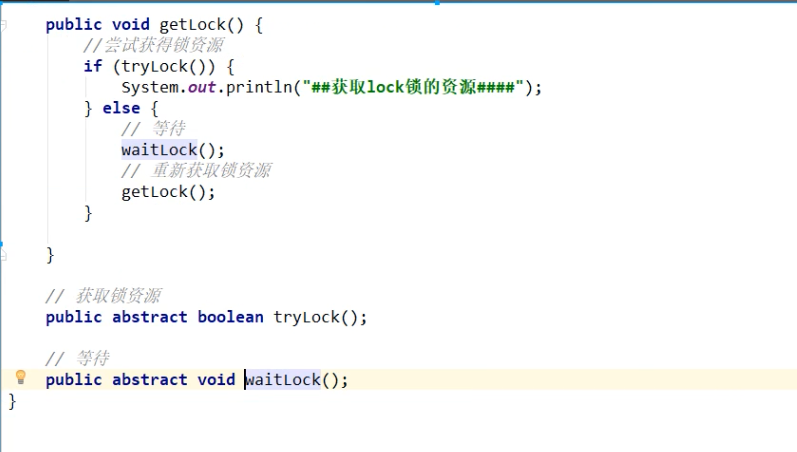 public void getLock() {
//尝试获得锁资源
if (tryLock()) {
System.out.println("##获取lock锁的资源####");
} else {
// 等待
waitLock();
// 重新获取锁资源
getLock();
}
}
// 获取锁资源
public abstract boolean tryLock();
// 等待
public abstract void waitLock();
}